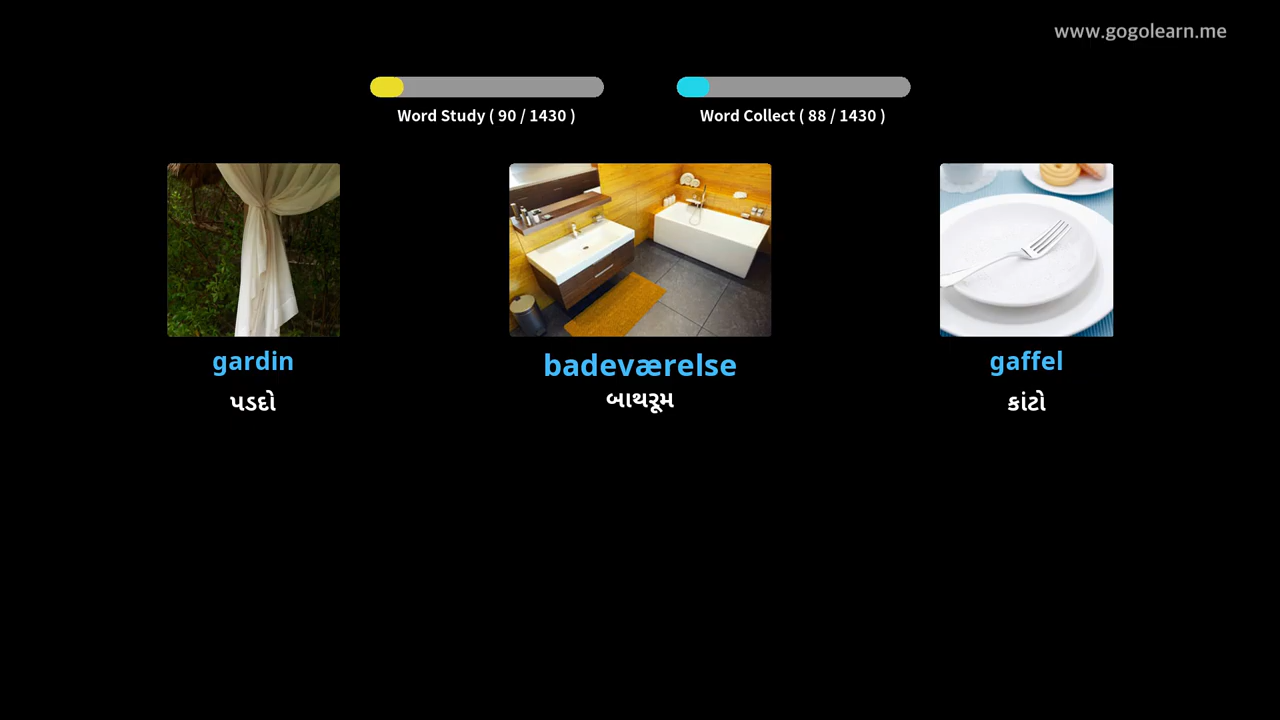 www.gogolearn.me
Word Study ( 90 / 1430 )
Word Collect ( 88 / 1430 )
gardin
badeværelse
gaffel
પડદો
બાથરૂમ
કાંટો